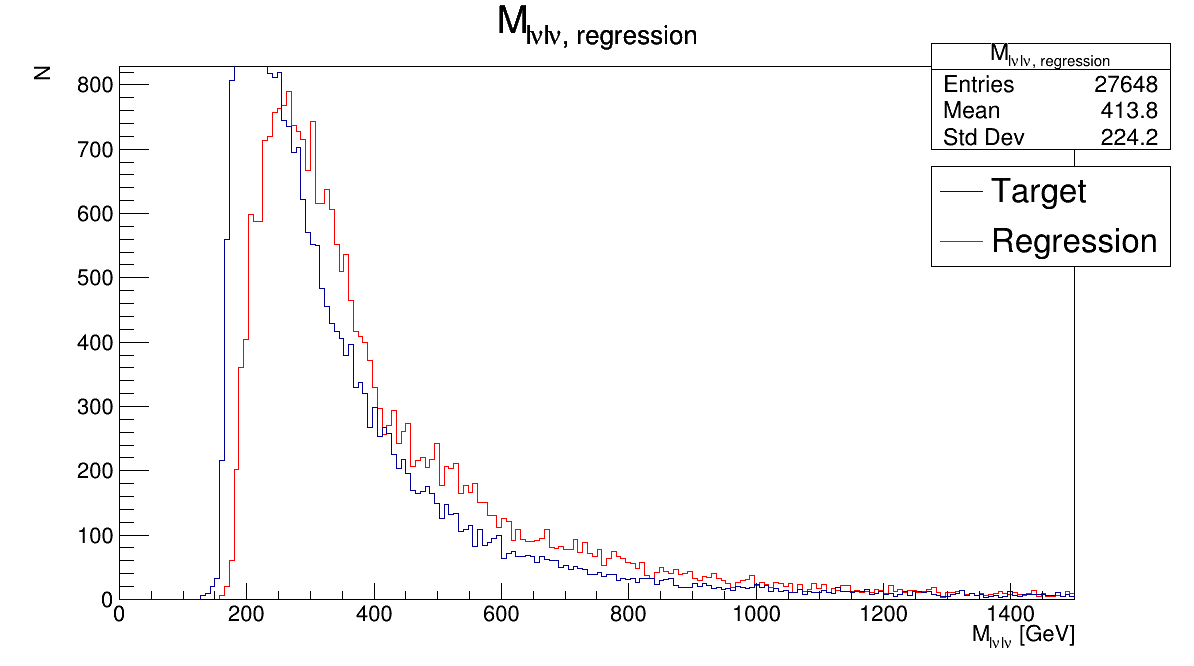 M_lνlν, regression
N
M_lνlν, regression
Entries 27648
Mean 413.8
Std Dev 224.2
Target
Regression
800
700
600
500
400
300
200
100
0
0 200 400 600 800 1000 1200 1400
M_lνlν [GeV]